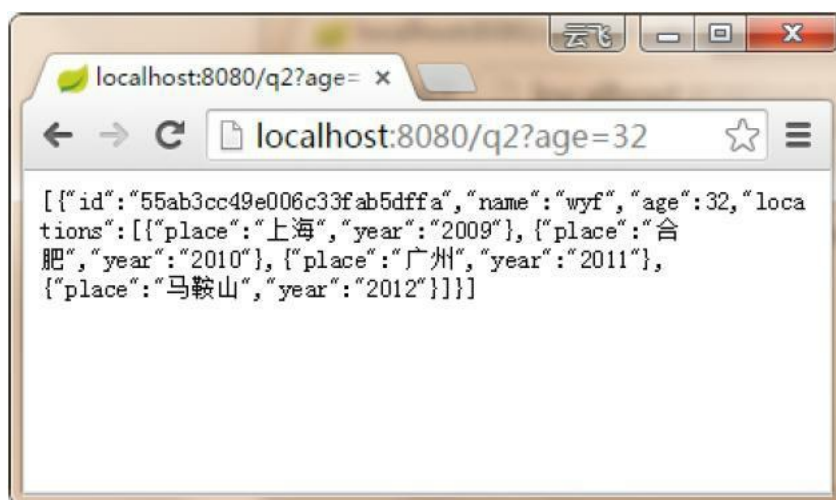 云飞
localhost:8080/q2?age=
localhost:8080/q2?age=32
[{"id":"55ab3cc49e006c33fab5dffa","name":"wyf","age":32,"loca
tions":[{"place":"上海","year":"2009"},{"place":"合
肥","year":"2010"},{"place":"广州","year":"2011"},
{"place":"马鞍山","year":"2012"}]}]